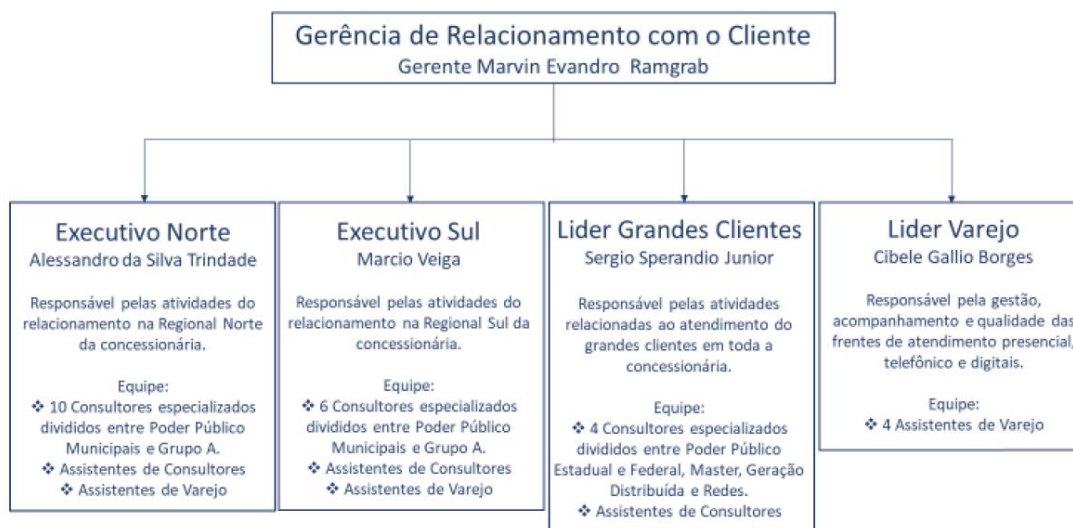 Gerência de Relacionamento com o Cliente
Gerente Marvin Evandro Ramgrab
Executivo Norte
Alessandro da Silva Trindade
Responsável pelas atividades do
relacionamento na Regional Norte
da concessionária.
Equipe:
❖ 10 Consultores especializados
divididos entre Poder Público
Municipais e Grupo A.
❖ Assistentes de Consultores
❖ Assistentes de Varejo
Executivo Sul
Marcio Veiga
Responsável pelas atividades do
relacionamento na Regional Sul da
concessionária.
Equipe:
❖ 6 Consultores especializados
divididos entre Poder Público
Municipais e Grupo A.
❖ Assistentes de Consultores
❖ Assistentes de Varejo
Lider Grandes Clientes
Sergio Sperandio Junior
Responsável pelas atividades
relacionadas ao atendimento do
grandes clientes em toda a
concessionária.
Equipe:
❖ 4 Consultores especializados
divididos entre Poder Público
Estadual e Federal, Master, Geração
Distribuída e Redes.
❖ Assistentes de Consultores
Lider Varejo
Cibele Gallio Borges
Responsável pela gestão,
acompanhamento e qualidade das
frentes de atendimento presencial,
telefônico e digitais.
Equipe:
❖ 4 Assistentes de Varejo